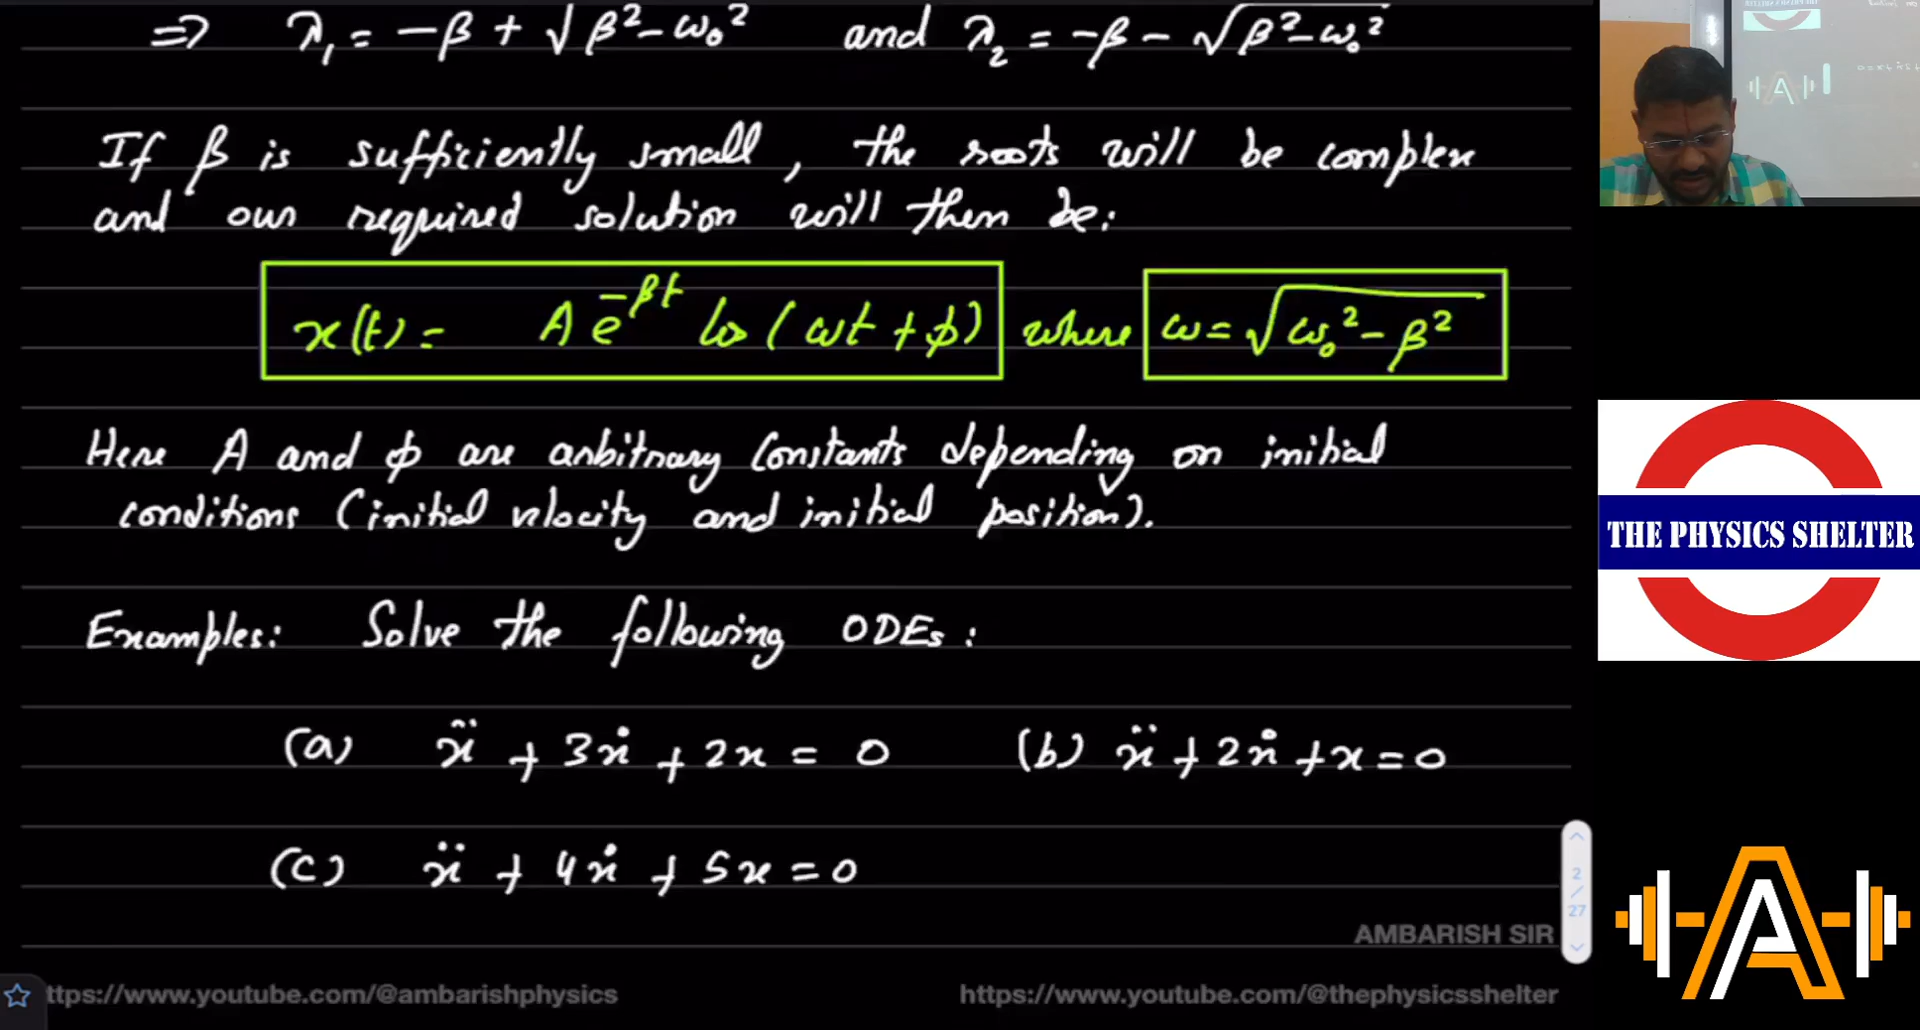 ⇒ λ₁ = -β + √β²-ω₀² and λ₂ = -β - √β²-ω₀²
If β is sufficiently small, the roots will be complex
and our required solution will then be:
x(t) = A e^-βt Cos(ωt + ϕ) where ω = √ω₀² - β²
Here A and ϕ are arbitrary constants depending on initial
conditions (initial velocity and initial position).
Examples: Solve the following ODEs:
(a) ẍ + 3ẋ + 2x = 0 (b) ẍ + 2ẋ + x = 0
(c) ẍ + 4ẋ + 5x = 0
2
/
27
AMBARISH SIR
ttps://www.youtube.com/@ambarishphysics https://www.youtube.com/@thephysicsshelter
THE PHYSICS SHELTER
A